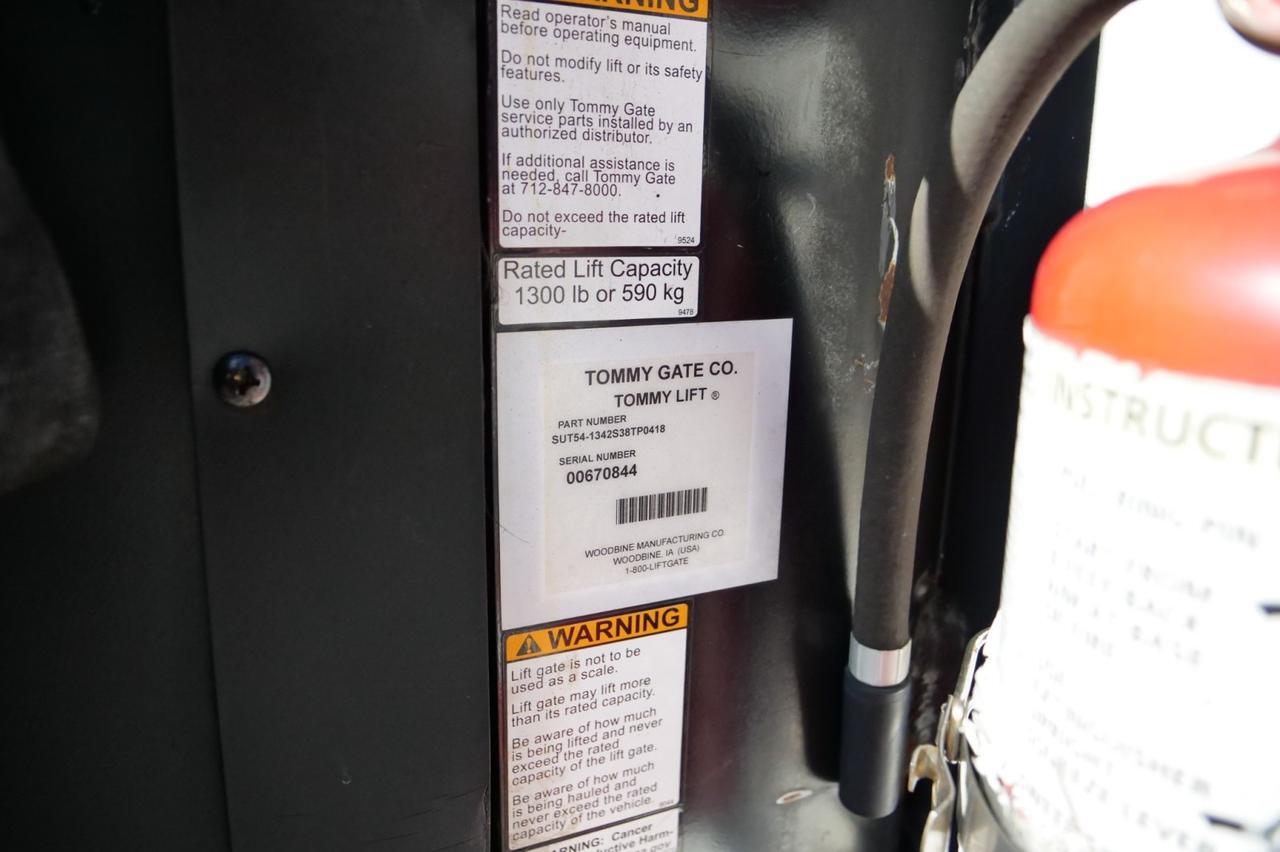 Read operator's manual
before operating equipment.
Do not modify lift or its safety
features.
Use only Tommy Gate
service parts installed by an
authorized distributor.
If additional assistance is
needed, call Tommy Gate
at 712-847-8000.
Do not exceed the rated lift
capacity-
9524
Rated Lift Capacity
1300 lb or 590 kg
9478
TOMMY GATE CO.
TOMMY LIFT ®
PART NUMBER
SUT54-1342S38TP0418
SERIAL NUMBER
00670844
WOODBINE MANUFACTURING CO.
WOODBINE, IA (USA)
1-800-LIFTGATE
WARNING
Lift gate is not to be
used as a scale.
Lift gate may lift more
than its rated capacity.
Be aware of how much
is being lifted and never
exceed the rated
capacity of the lift gate.
Be aware of how much
is being hauled and
never exceed the rated
capacity of the vehicle.
Cancer